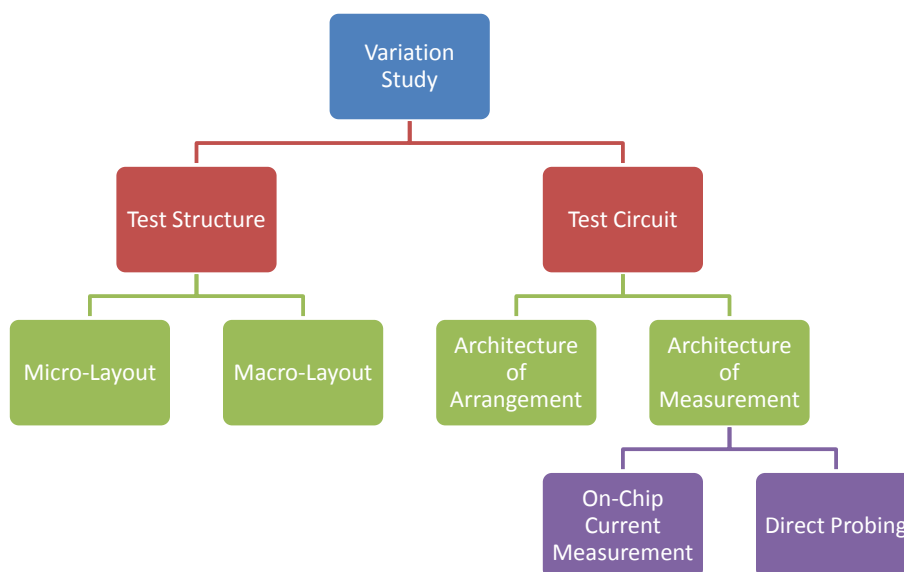 Variation
Study
Test Structure
Test Circuit
Micro-Layout
Macro-Layout
Architecture
of
Arrangement
Architecture
of
Measurement
On-Chip
Current
Measurement
Direct Probing